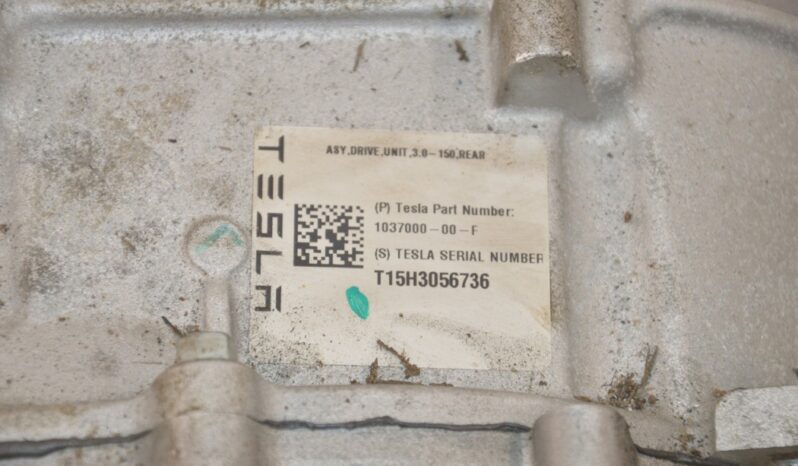 TESLA
ASY,DRIVE,UNIT,3.0-150,REAR
(P) Tesla Part Number:
1037000-00-F
(S) TESLA SERIAL NUMBER
T15H3056736